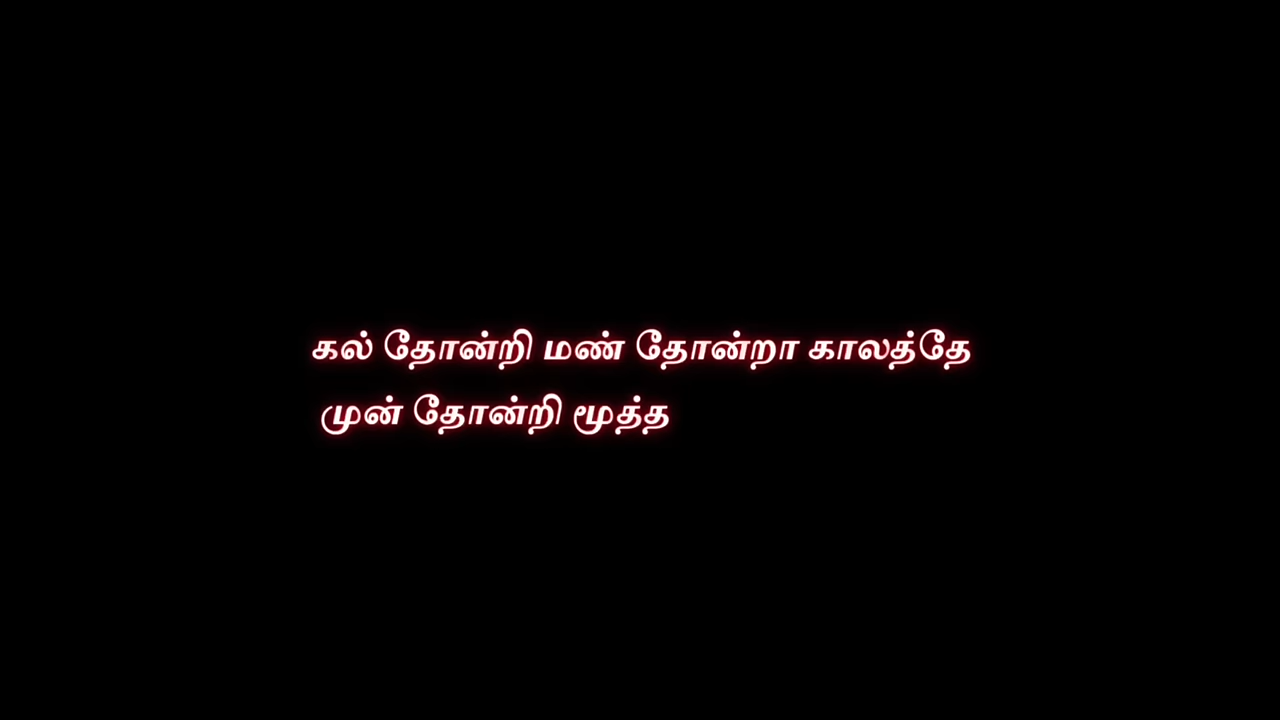 கல் தோன்றி மண் தோன்றா காலத்தே
முன் தோன்றி மூத்த